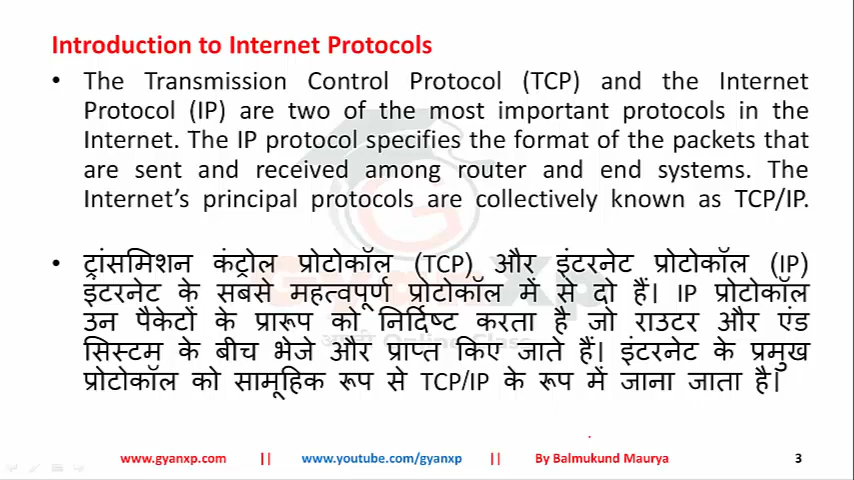 Introduction to Internet Protocols
• The Transmission Control Protocol (TCP) and the Internet
Protocol (IP) are two of the most important protocols in the
Internet. The IP protocol specifies the format of the packets that
are sent and received among router and end systems. The
Internet's principal protocols are collectively known as TCP/IP.
• ट्रांसमिशन कंट्रोल प्रोटोकॉल (TCP) और इंटरनेट प्रोटोकॉल (IP)
इंटरनेट के सबसे महत्वपूर्ण प्रोटोकॉल में से दो हैं। IP प्रोटोकॉल
उन पैकेटों के प्रारूप को निर्दिष्ट करता है जो राउटर और एंड
सिस्टम के बीच भेजे और प्राप्त किए जाते हैं। इंटरनेट के प्रमुख
प्रोटोकॉल को सामूहिक रूप से TCP/IP के रूप में जाना जाता है।
www.gyanxp.com || www.youtube.com/gyanxp || By Balmukund Maurya 3